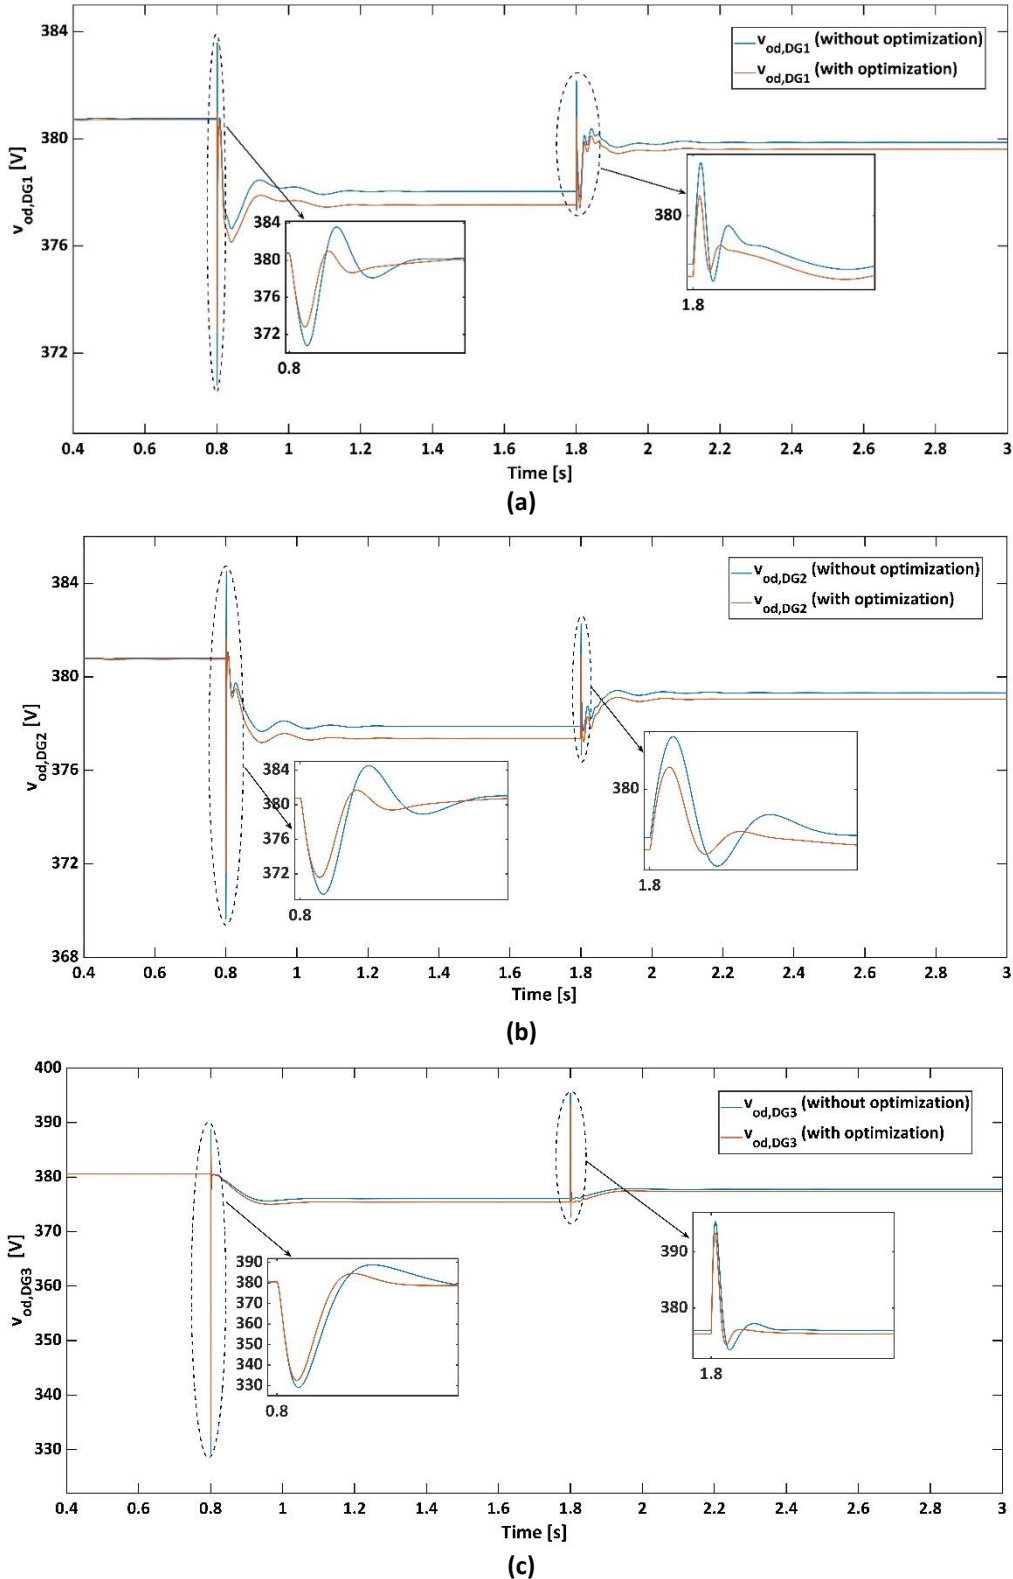 384
380
376
372
v_od,DG1 [V]
v_od,DG1 (without optimization)
v_od,DG1 (with optimization)
384
380
376
372
0.8
380
1.8
0.4 0.6 0.8 1 1.2 1.4 1.6 1.8 2 2.2 2.4 2.6 2.8 3
Time [s]
(a)
384
380
376
372
368
v_od,DG2 [V]
v_od,DG2 (without optimization)
v_od,DG2 (with optimization)
384
380
376
372
0.8
380
1.8
0.4 0.6 0.8 1 1.2 1.4 1.6 1.8 2 2.2 2.4 2.6 2.8 3
Time [s]
(b)
400
390
380
370
360
350
340
330
v_od,DG3 [V]
v_od,DG3 (without optimization)
v_od,DG3 (with optimization)
390
380
370
360
350
340
330
0.8
390
380
1.8
0.4 0.6 0.8 1 1.2 1.4 1.6 1.8 2 2.2 2.4 2.6 2.8 3
Time [s]
(c)